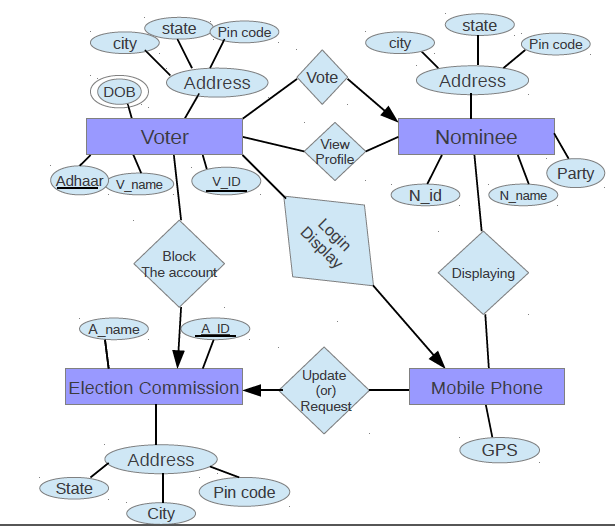 city
state
Pin code
Address
DOB
Voter
Adhaar
V_name
V_ID
Vote
View
Profile
city
state
Pin code
Address
Nominee
N_id
N_name
Party
Block
The account
Login
Display
Displaying
A_name
A_ID
Election Commission
Update
(or)
Request
Mobile Phone
GPS
Address
State
City
Pin code